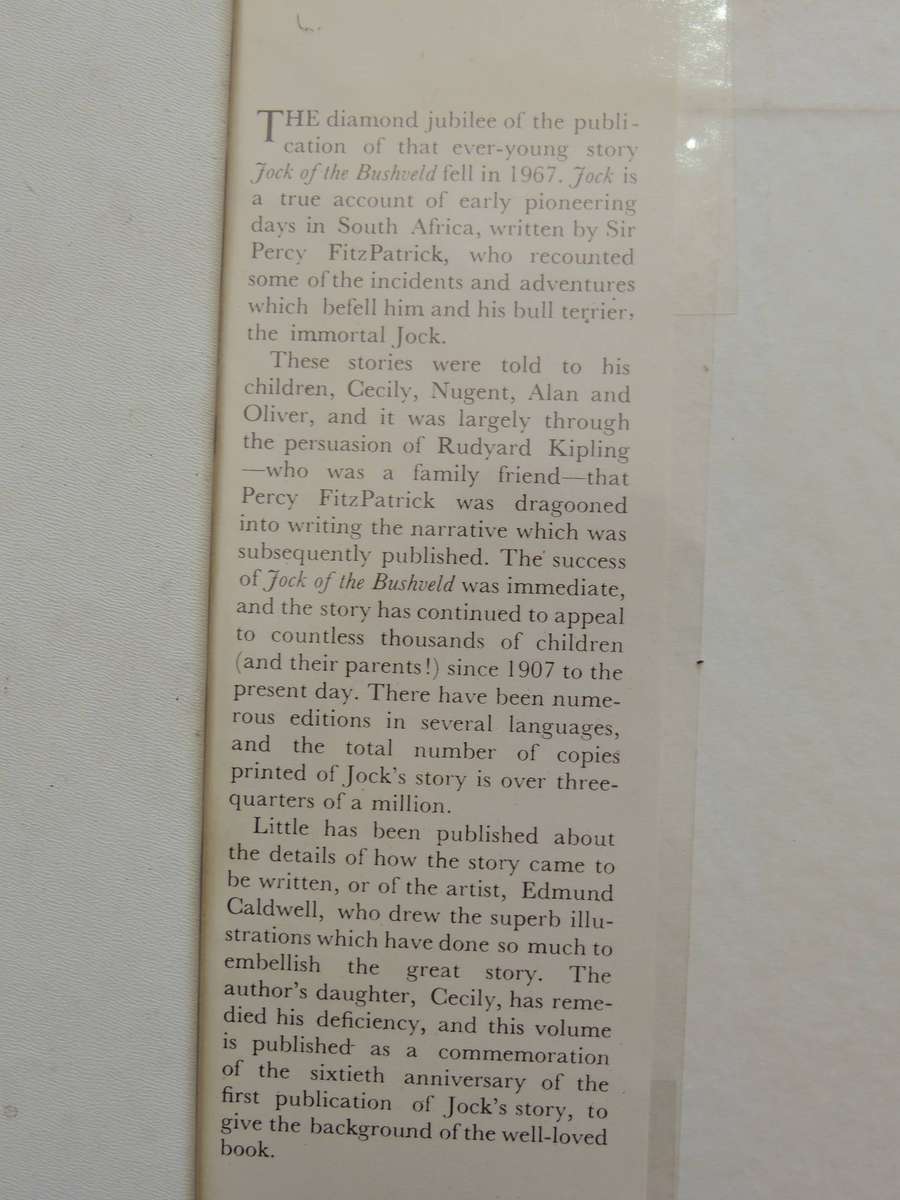 THE diamond jubilee of the publi-
cation of that ever-young story
Jock of the Bushveld fell in 1967. Jock is
a true account of early pioneering
days in South Africa, written by Sir
Percy FitzPatrick, who recounted
some of the incidents and adventures
which befell him and his bull terrier,
the immortal Jock.
These stories were told to his
children, Cecily, Nugent, Alan and
Oliver, and it was largely through
the persuasion of Rudyard Kipling
—who was a family friend—that
Percy FitzPatrick was dragooned
into writing the narrative which was
subsequently published. The success
of Jock of the Bushveld was immediate,
and the story has continued to appeal
to countless thousands of children
(and their parents!) since 1907 to the
present day. There have been nume-
rous editions in several languages,
and the total number of copies
printed of Jock's story is over three-
quarters of a million.
Little has been published about
the details of how the story came to
be written, or of the artist, Edmund
Caldwell, who drew the superb illu-
strations which have done so much to
embellish the great story. The
author's daughter, Cecily, has reme-
died his deficiency, and this volume
is published as a commemoration
of the sixtieth anniversary of the
first publication of Jock's story, to
give the background of the well-loved
book.